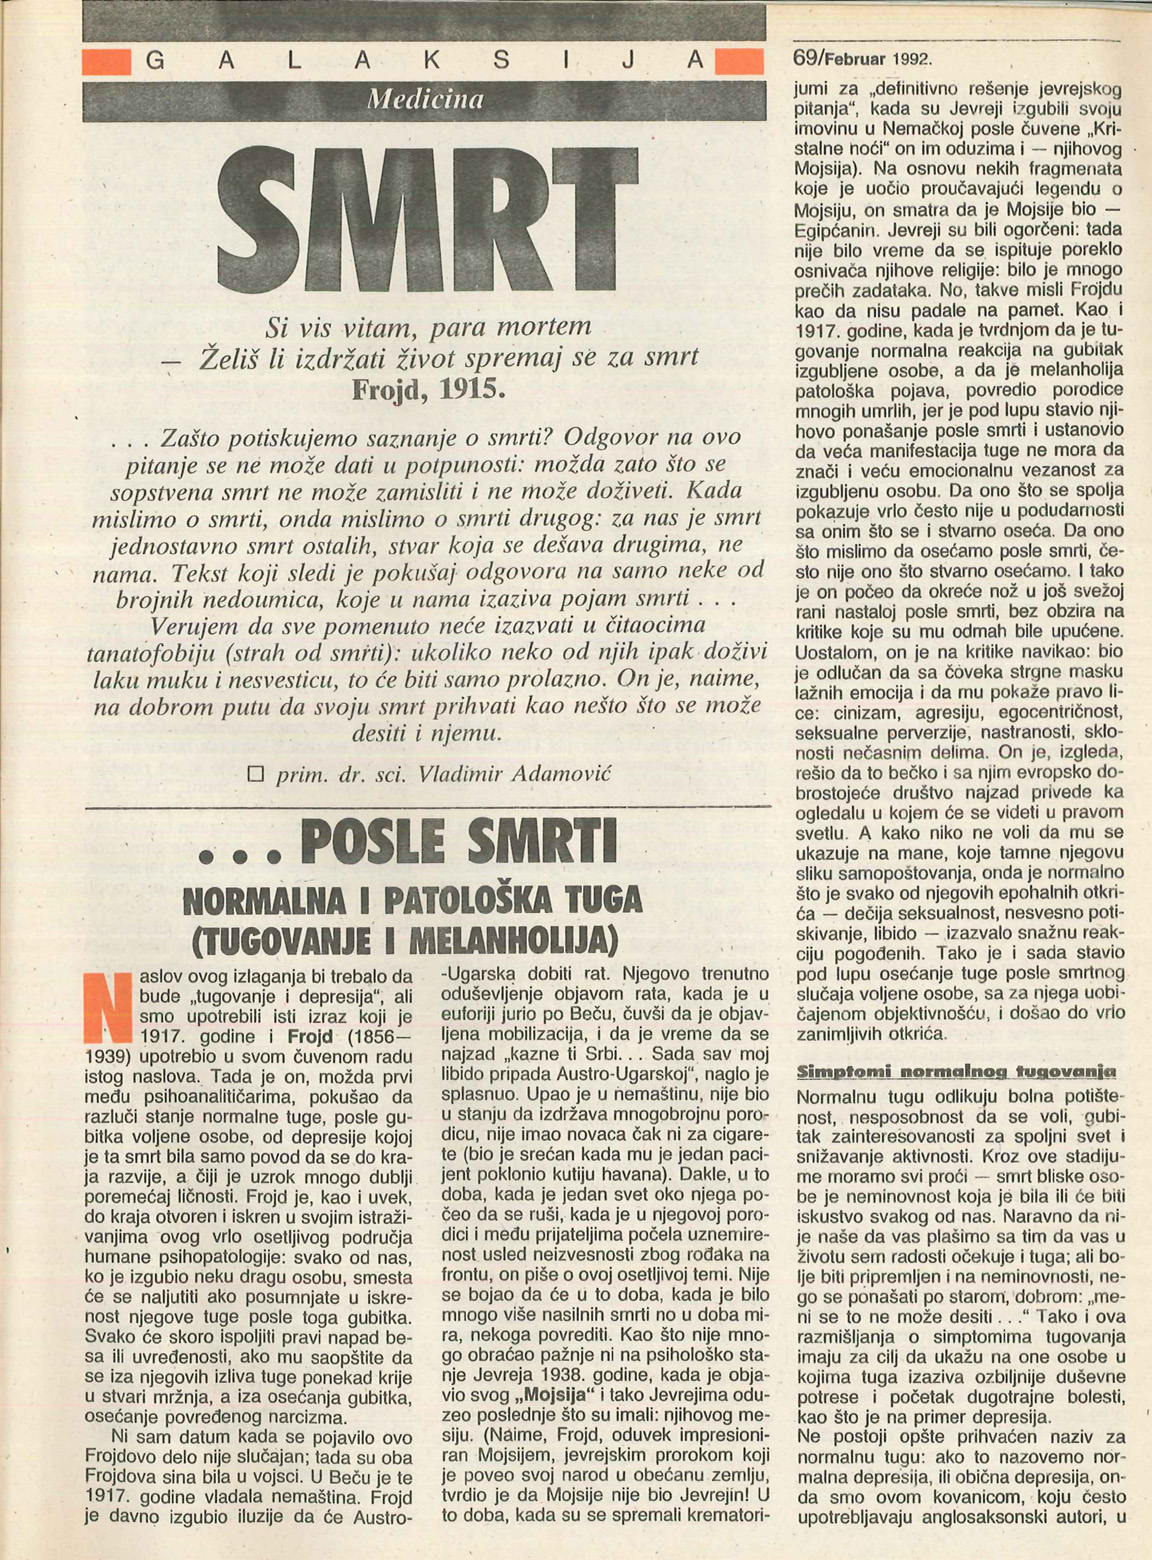 GALAKSIJA
Medicina
SMRT
Si vis vitam, para mortem
— Želiš li izdržati život spremaj se za smrt
Frojd, 1915.
. . . Zašto potiskujemo saznanje o smrti? Odgovor na ovo
pitanje se ne može dati u potpunosti: možda zato što se
sopstvena smrt ne može zamisliti i ne može doživeti. Kada
mislimo o smrti, onda mislimo o smrti drugog: za nas je smrt
jednostavno smrt ostalih, stvar koja se dešava drugima, ne
nama. Tekst koji sledi je pokušaj odgovora na samo neke od
brojnih nedoumica, koje u nama izaziva pojam smrti . . .
Verujem da sve pomenuto neće izazvati u čitaocima
tanatofobiju (strah od smrti): ukoliko neko od njih ipak doživi
laku muku i nesvesticu, to će biti samo prolazno. On je, naime,
na dobrom putu da svoju smrt prihvati kao nešto što se može
desiti i njemu.
□ prim. dr. sci. Vladimir Adamović
. . . POSLE SMRTI
NORMALNA I PATOLOŠKA TUGA
(TUGOVANJE I MELANHOLIJA)
Naslov ovog izlaganja bi trebalo da
bude „tugovanje i depresija“, ali
smo upotrebili isti izraz koji je
1917. godine i Frojd (1856—
1939) upotrebio u svom čuvenom radu
istog naslova. Tada je on, možda prvi
među psihoanalitičarima, pokušao da
razluči stanje normalne tuge, posle gu-
bitka voljene osobe, od depresije kojoj
je ta smrt bila samo povod da se do kra-
ja razvije, a čiji je uzrok mnogo dublji
poremećaj ličnosti. Frojd je, kao i uvek,
do kraja otvoren i iskren u svojim istraži-
vanjima ovog vrlo osetljivog područja
humane psihopatologije: svako od nas,
ko je izgubio neku dragu osobu, smesta
će se naljutiti ako posumnjate u iskre-
nost njegove tuge posle toga gubitka.
Svako će skoro ispoljiti pravi napad be-
sa ili uvređenosti, ako mu saopštite da
se iza njegovih izliva tuge ponekad krije
u stvari mržnja, a iza osećanja gubitka,
osećanje povređenog narcizma.
Ni sam datum kada se pojavilo ovo
Frojdovo delo nije slučajan; tada su oba
Frojdova sina bila u vojsci. U Beču je te
1917. godine vladala nemaština. Frojd
je davno izgubio iluzije da će Austro-
-Ugarska dobiti rat. Njegovo trenutno
oduševljenje objavom rata, kada je u
euforiji jurio po Beču, čuvši da je objav-
ljena mobilizacija, i da je vreme da se
najzad „kazne ti Srbi... Sada sav moj
libido pripada Austro-Ugarskoj“, naglo je
splasnuo. Upao je u nemaštinu, nije bio
u stanju da izdržava mnogobrojnu poro-
dicu, nije imao novaca čak ni za cigare-
te (bio je srećan kada mu je jedan paci-
jent poklonio kutiju havana). Dakle, u to
doba, kada je jedan svet oko njega po-
čeo da se ruši, kada je u njegovoj poro-
dici i među prijateljima počela uznemire-
nost usled neizvesnosti zbog rođaka na
frontu, on piše o ovoj osetljivoj temi. Nije
se bojao da će u to doba, kada je bilo
mnogo više nasilnih smrti no u doba mi-
ra, nekoga povrediti. Kao što nije mno-
go obraćao pažnje ni na psihološko sta-
nje Jevreja 1938. godine, kada je obja-
vio svog „Mojsija“ i tako Jevrejima odu-
zeo poslednje što su imali: njihovog me-
siju. (Naime, Frojd, oduvek impresioni-
ran Mojsijem, jevrejskim prorokom koji
je poveo svoj narod u obećanu zemlju,
tvrdio je da Mojsije nije bio Jevrejin! U
to doba, kada su se spremali krematori-
69/Februar 1992.
jumi za „definitivno rešenje jevrejskog
pitanja“, kada su Jevreji izgubili svoju
imovinu u Nemačkoj posle čuvene „Kri-
stalne noći“ on im oduzima i — njihovog
Mojsija). Na osnovu nekih fragmenata
koje je uočio proučavajući legendu o
Mojsiju, on smatra da je Mojsije bio —
Egipćanin. Jevreji su bili ogorčeni: tada
nije bilo vreme da se ispituje poreklo
osnivača njihove religije: bilo je mnogo
prečih zadataka. No, takve misli Frojdu
kao da nisu padale na pamet. Kao i
1917. godine, kada je tvrdnjom da je tu-
govanje normalna reakcija na gubitak
izgubljene osobe, a da je melanholija
patološka pojava, povredio porodice
mnogih umrlih, jer je pod lupu stavio nji-
hovo ponašanje posle smrti i ustanovio
da veća manifestacija tuge ne mora da
znači i veću emocionalnu vezanost za
izgubljenu osobu. Da ono što se spolja
pokazuje vrlo često nije u podudarnosti
sa onim što se i stvarno oseća. Da ono
što mislimo da osećamo posle smrti, če-
sto nije ono što stvarno osećamo. I tako
je on počeo da okreće nož u još svežoj
rani nastaloj posle smrti, bez obzira na
kritike koje su mu odmah bile upućene.
Uostalom, on je na kritike navikao: bio
je odlučan da sa čoveka strgne masku
lažnih emocija i da mu pokaže pravo li-
ce: cinizam, agresiju, egocentričnost,
seksualne perverzije, nastranosti, sklo-
nosti nečasnim delima. On je, izgleda,
rešio da to bečko i sa njim evropsko do-
brostojeće društvo najzad privede ka
ogledalu u kojem će se videti u pravom
svetlu. A kako niko ne voli da mu se
ukazuje na mane, koje tamne njegovu
sliku samopoštovanja, onda je normalno
što je svako od njegovih epohalnih otkri-
ća — dečija seksualnost, nesvesno poti-
skivanje, libido — izazvalo snažnu reak-
ciju pogođenih. Tako je i sada stavio
pod lupu osećanje tuge posle smrtnog
slučaja voljene osobe, sa za njega uobi-
čajenom objektivnošću, i došao do vrlo
zanimljivih otkrića.
Simptomi normalnog tugovanja
Normalnu tugu odlikuju bolna potište-
nost, nesposobnost da se voli, gubi-
tak zainteresovanosti za spoljni svet i
snižavanje aktivnosti. Kroz ove stadiju-
me moramo svi proći — smrt bliske oso-
be je neminovnost koja je bila ili će biti
iskustvo svakog od nas. Naravno da ni-
je naše da vas plašimo sa tim da vas u
životu sem radosti očekuje i tuga; ali bo-
lje biti pripremljen i na neminovnosti, ne-
go se ponašati po starom, dobrom: „me-
ni se to ne može desiti . . .“ Tako i ova
razmišljanja o simptomima tugovanja
imaju za cilj da ukažu na one osobe u
kojima tuga izaziva ozbiljnije duševne
potrese i početak dugotrajne bolesti,
kao što je na primer depresija.
Ne postoji opšte prihvaćen naziv za
normalnu tugu: ako to nazovemo nor-
malna depresija, ili obična depresija, on-
da smo ovom kovanicom, koju često
upotrebljavaju anglosaksonski autori, u